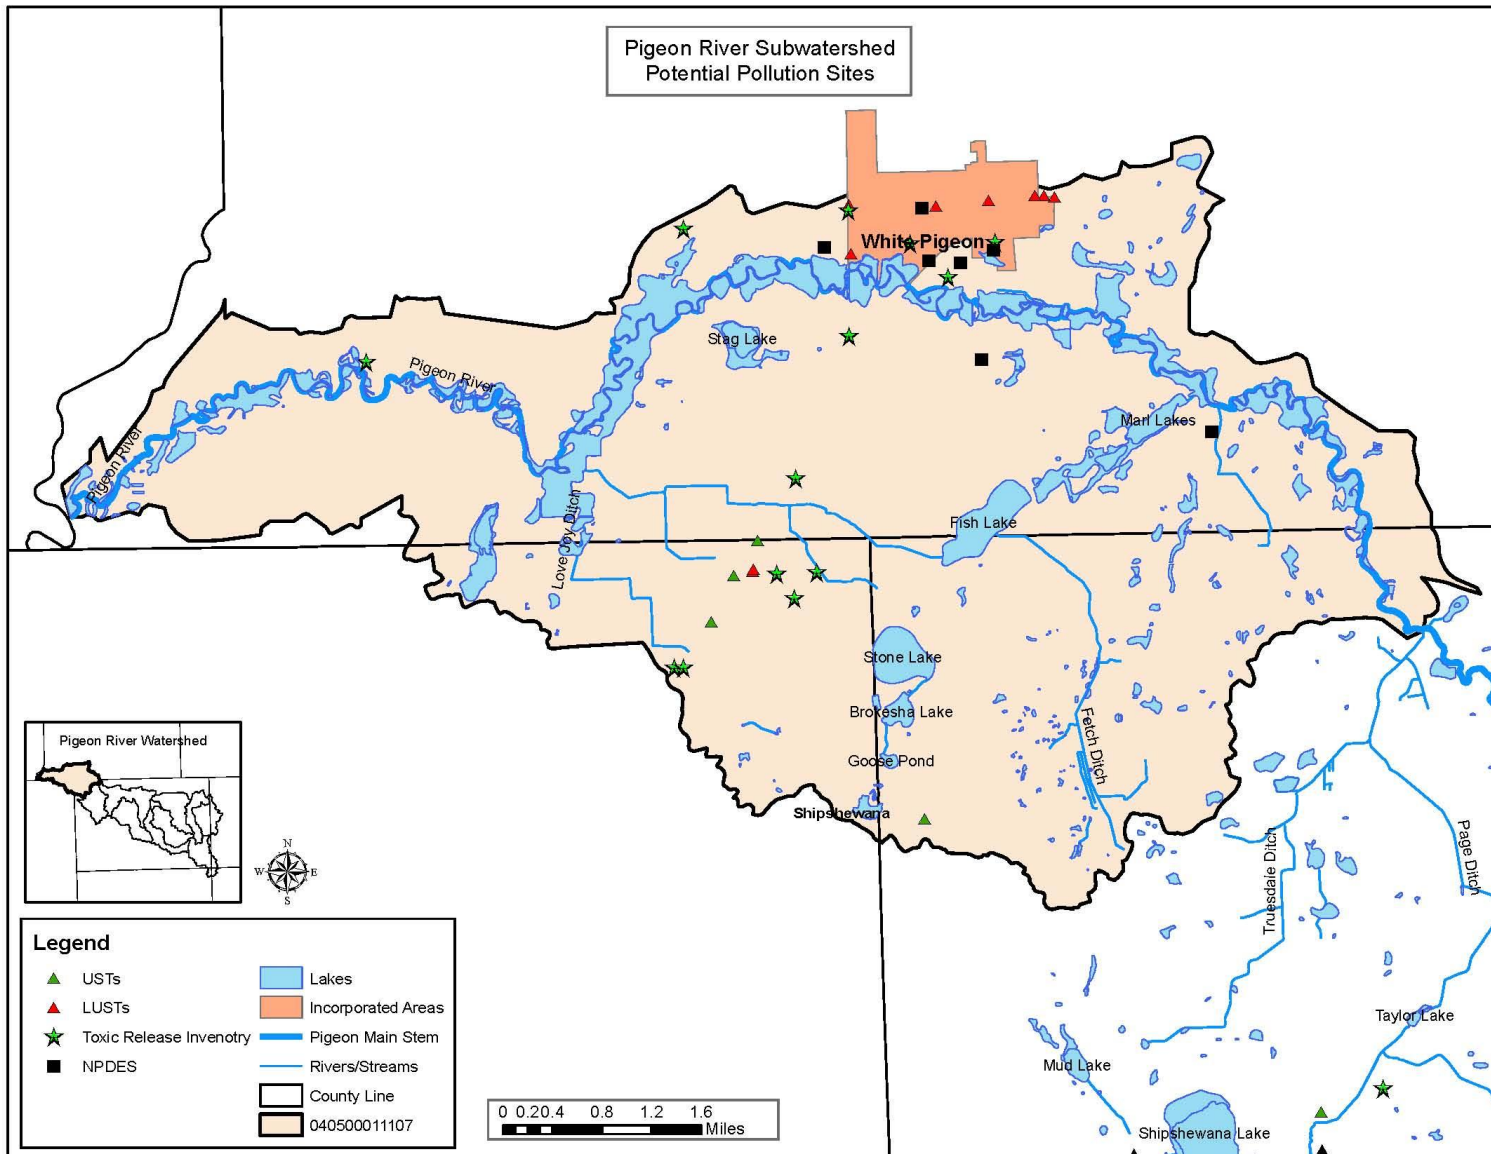 Pigeon River Subwatershed
Potential Pollution Sites
White Pigeon
Stag Lake
Pigeon River
Pigeon River
Marl Lakes
Fish Lake
Love Joy Ditch
Stone Lake
Brokesha Lake
Fetch Ditch
Goose Pond
Shipshewana
Pigeon River Watershed
N
W
E
S
Truesdale Ditch
Page Ditch
Taylor Lake
Mud Lake
Shipshewana Lake
Legend
USTs
LUSTs
Toxic Release Invenotry
NPDES
Lakes
Incorporated Areas
Pigeon Main Stem
Rivers/Streams
County Line
040500011107
0 0.20.4 0.8 1.2 1.6
Miles